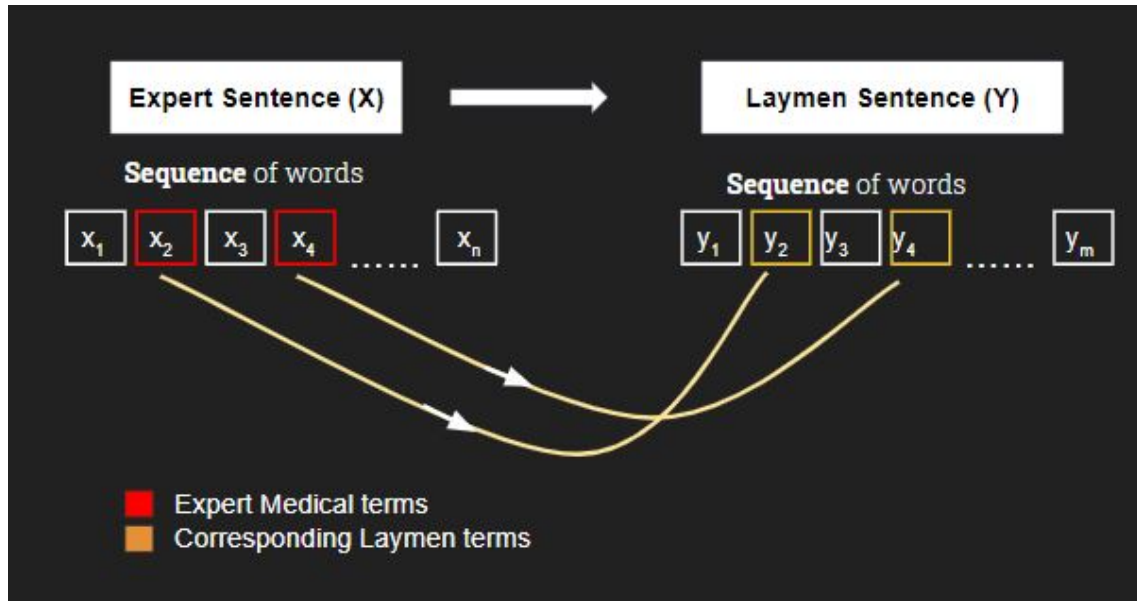 Expert Sentence (X)
Laymen Sentence (Y)
Sequence of words
Sequence of words
x1 x2 x3 x4 ...... xn
y1 y2 y3 y4 ...... ym
Expert Medical terms
Corresponding Laymen terms